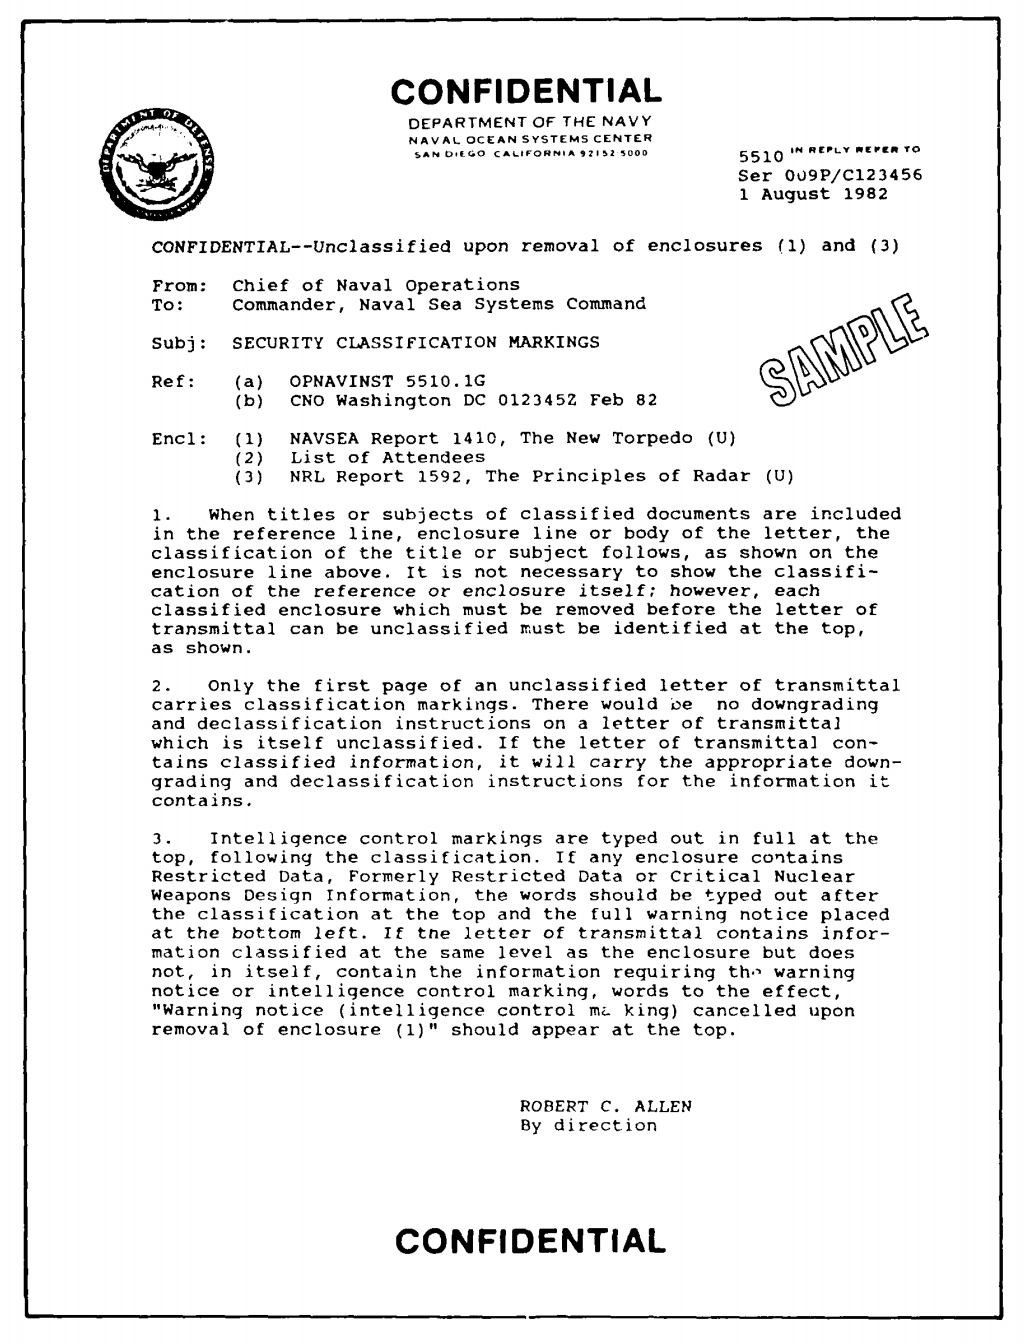 CONFIDENTIAL
DEPARTMENT OF THE NAVY
NAVAL OCEAN SYSTEMS CENTER
SAN DIEGO CALIFORNIA 92152-5000
DEPARTMENT OF DEFENSE
IN REPLY REFER TO
5510
Ser 009P/C123456
1 August 1982
CONFIDENTIAL--Unclassified upon removal of enclosures (1) and (3)
From: Chief of Naval Operations
To: Commander, Naval Sea Systems Command
SAMPLE
Subj: SECURITY CLASSIFICATION MARKINGS
Ref: (a) OPNAVINST 5510.1G
(b) CNO Washington DC 012345Z Feb 82
Encl: (1) NAVSEA Report 1410, The New Torpedo (U)
(2) List of Attendees
(3) NRL Report 1592, The Principles of Radar (U)
1. When titles or subjects of classified documents are included
in the reference line, enclosure line or body of the letter, the
classification of the title or subject follows, as shown on the
enclosure line above. It is not necessary to show the classifi-
cation of the reference or enclosure itself; however, each
classified enclosure which must be removed before the letter of
transmittal can be unclassified must be identified at the top,
as shown.
2. Only the first page of an unclassified letter of transmittal
carries classification markings. There would be no downgrading
and declassification instructions on a letter of transmittal
which is itself unclassified. If the letter of transmittal con-
tains classified information, it will carry the appropriate down-
grading and declassification instructions for the information it
contains.
3. Intelligence control markings are typed out in full at the
top, following the classification. If any enclosure contains
Restricted Data, Formerly Restricted Data or Critical Nuclear
Weapons Design Information, the words should be typed out after
the classification at the top and the full warning notice placed
at the bottom left. If the letter of transmittal contains infor-
mation classified at the same level as the enclosure but does
not, in itself, contain the information requiring the warning
notice or intelligence control marking, words to the effect,
"Warning notice (intelligence control ma king) cancelled upon
removal of enclosure (1)" should appear at the top.
ROBERT C. ALLEN
By direction
CONFIDENTIAL